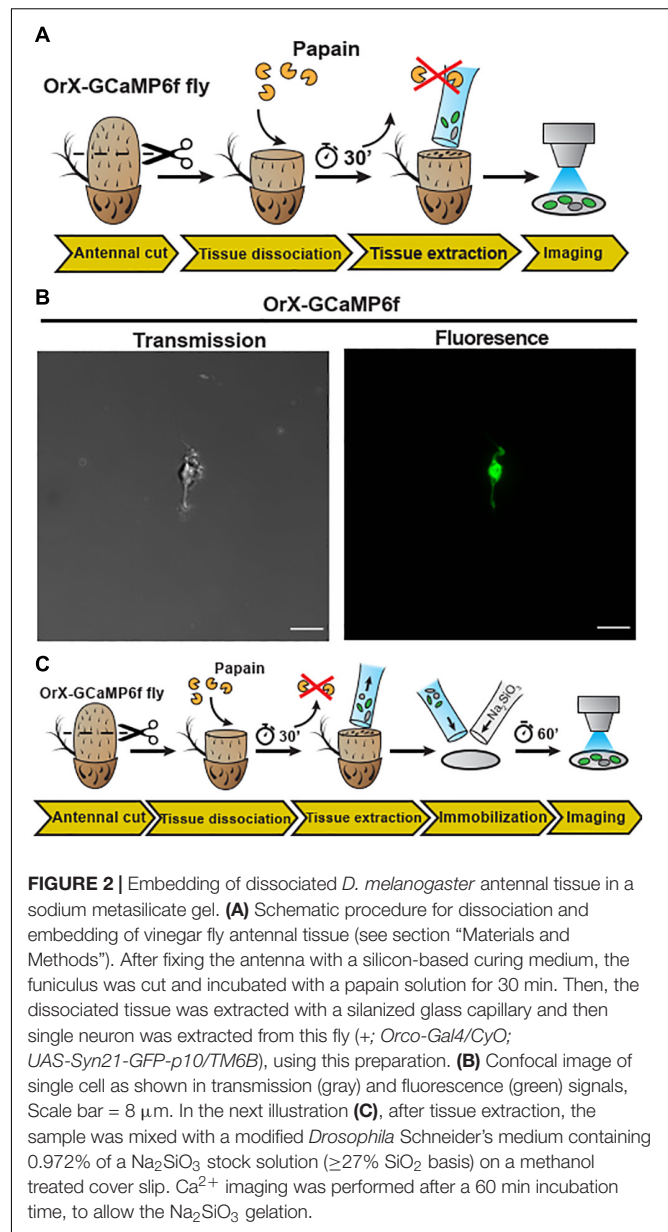 A
Papain
OrX-GCaMP6f fly
30'
Antennal cut
Tissue dissociation
Tissue extraction
Imaging
B
OrX-GCaMP6f
Transmission
Fluoresence
C
Papain
OrX-GCaMP6f fly
30'
Na2SiO3
60'
Antennal cut
Tissue dissociation
Tissue extraction
Immobilization
Imaging
FIGURE 2 | Embedding of dissociated D. melanogaster antennal tissue in a
sodium metasilicate gel. (A) Schematic procedure for dissociation and
embedding of vinegar fly antennal tissue (see section “Materials and
Methods”). After fixing the antenna with a silicon-based curing medium, the
funiculus was cut and incubated with a papain solution for 30 min. Then, the
dissociated tissue was extracted with a silanized glass capillary and then
single neuron was extracted from this fly (+; Orco-Gal4/CyO;
UAS-Syn21-GFP-p10/TM6B), using this preparation. (B) Confocal image of
single cell as shown in transmission (gray) and fluorescence (green) signals,
Scale bar = 8 μm. In the next illustration (C), after tissue extraction, the
sample was mixed with a modified Drosophila Schneider’s medium containing
0.972% of a Na2SiO3 stock solution (≥27% SiO2 basis) on a methanol
treated cover slip. Ca2+ imaging was performed after a 60 min incubation
time, to allow the Na2SiO3 gelation.